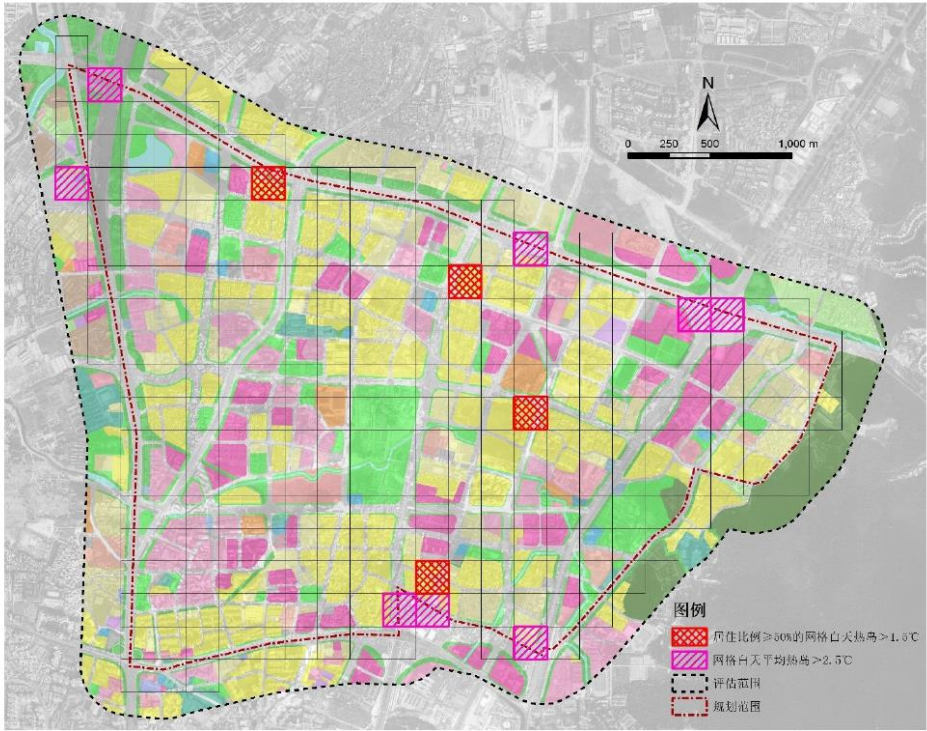 N
0 250 500 1,000 m
图例
居住比例≥50%的网格白天热岛>1.5℃
网格白天平均热岛>2.5℃
评估范围
规划范围